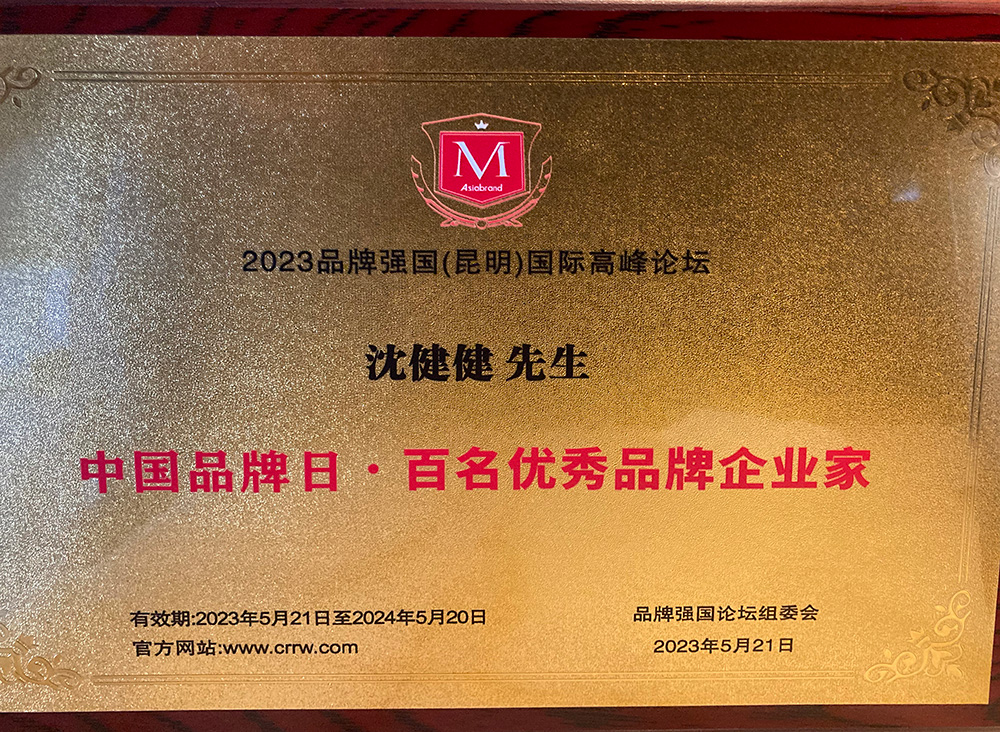 M
Asiabrand
2023品牌强国(昆明)国际高峰论坛
沈健健 先生
中国品牌日·百名优秀品牌企业家
有效期:2023年5月21日至2024年5月20日
官方网站:www.crrw.com
品牌强国论坛组委会
2023年5月21日